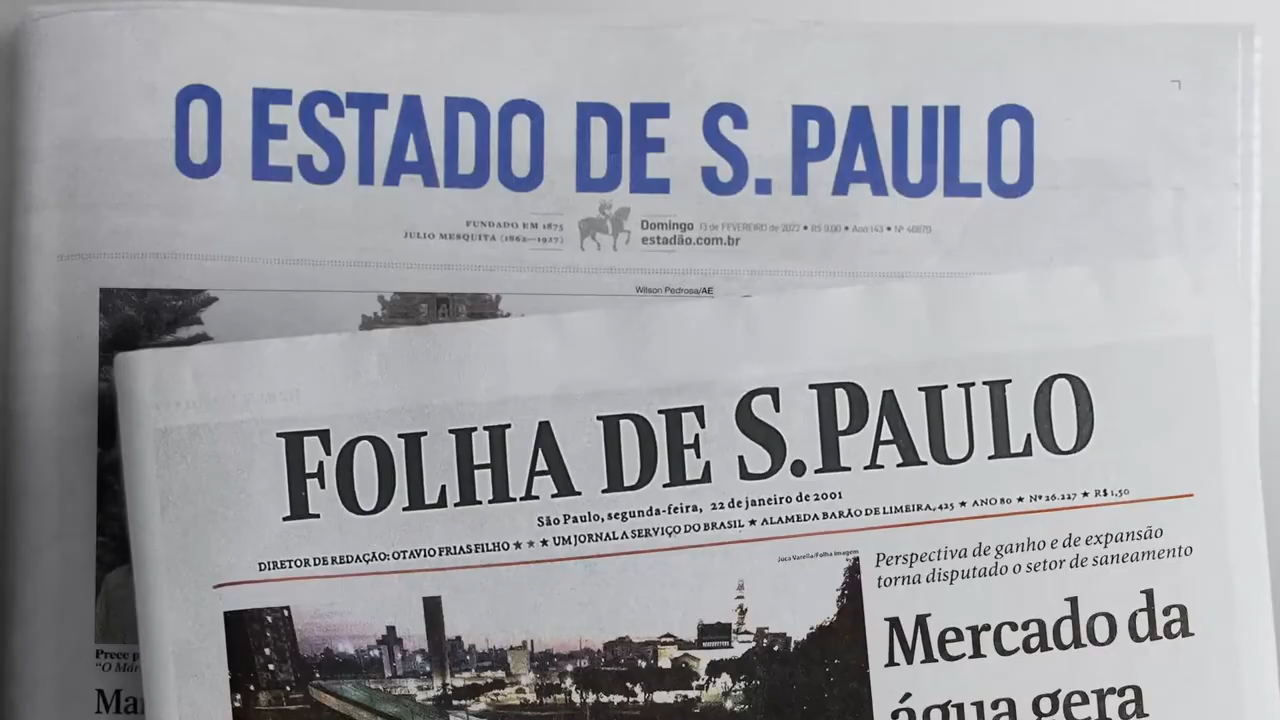 O ESTADO DE S. PAULO
FUNDADO EM 1875
JULIO MESQUITA (1862—1927)
Domingo 13 de FEVEREIRO de 2022 • R$ 9,00 • Ano 143 • Nº 46870
estadão.com.br
Wilson Pedrosa/AE
FOLHA DE S.PAULO
São Paulo, segunda-feira, 22 de janeiro de 2001
DIRETOR DE REDAÇÃO: OTAVIO FRIAS FILHO ★ ★ ★ UM JORNAL A SERVIÇO DO BRASIL ★ ALAMEDA BARÃO DE LIMEIRA, 425 ★ ANO 80 ★ Nº 26.227 ★ R$ 1,50
Juca Varella/Folha Imagem
Perspectiva de ganho e de expansão
torna disputado o setor de saneamento
Mercado da
água gera
Prece p
“O Már
Mar